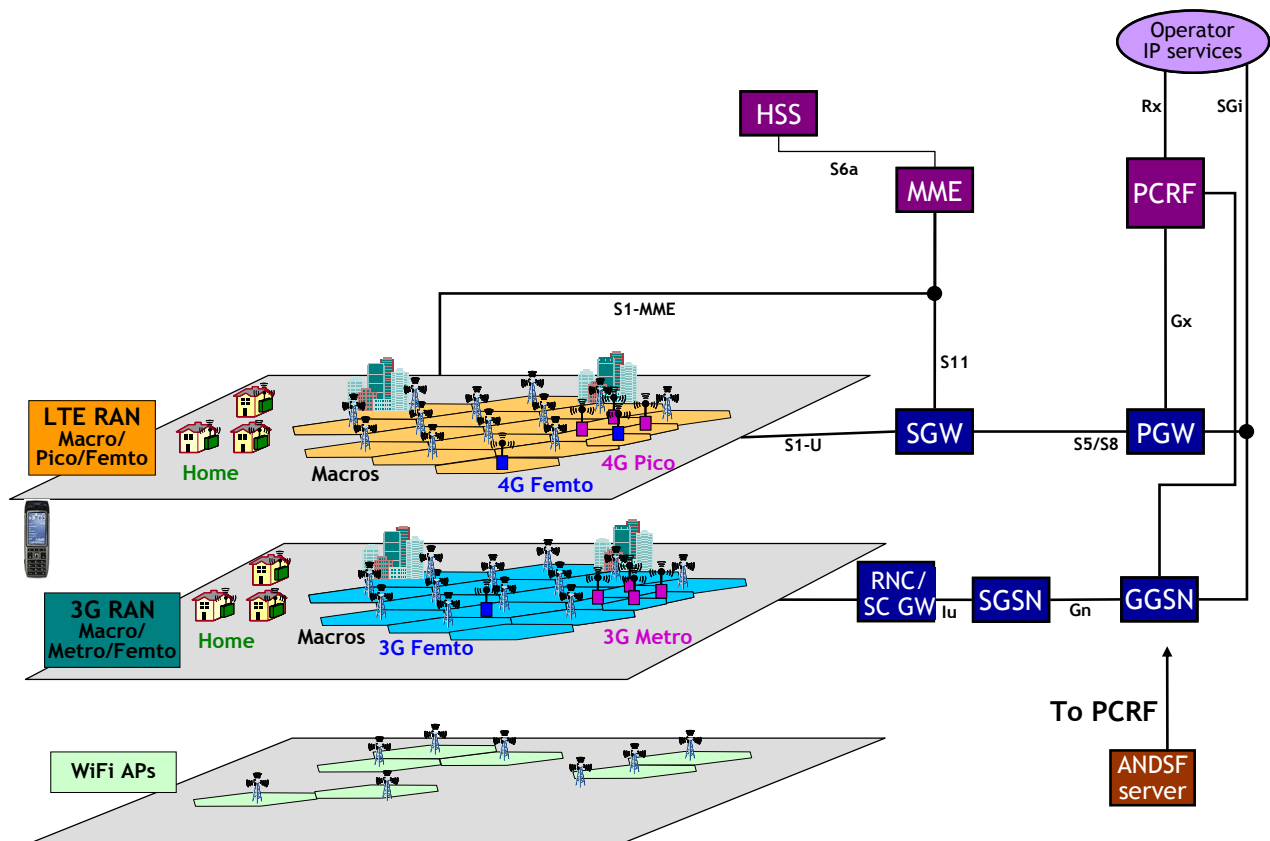 Operator
IP services
Rx
SGi
HSS
S6a
MME
PCRF
S1-MME
Gx
S11
LTE RAN
Macro/
Pico/Femto
Home
Macros
4G Femto
4G Pico
S1-U
SGW
S5/S8
PGW
3G RAN
Macro/
Metro/Femto
Home
Macros
3G Femto
3G Metro
RNC/
SC GW
Iu
SGSN
Gn
GGSN
To PCRF
WiFi APs
ANDSF
server